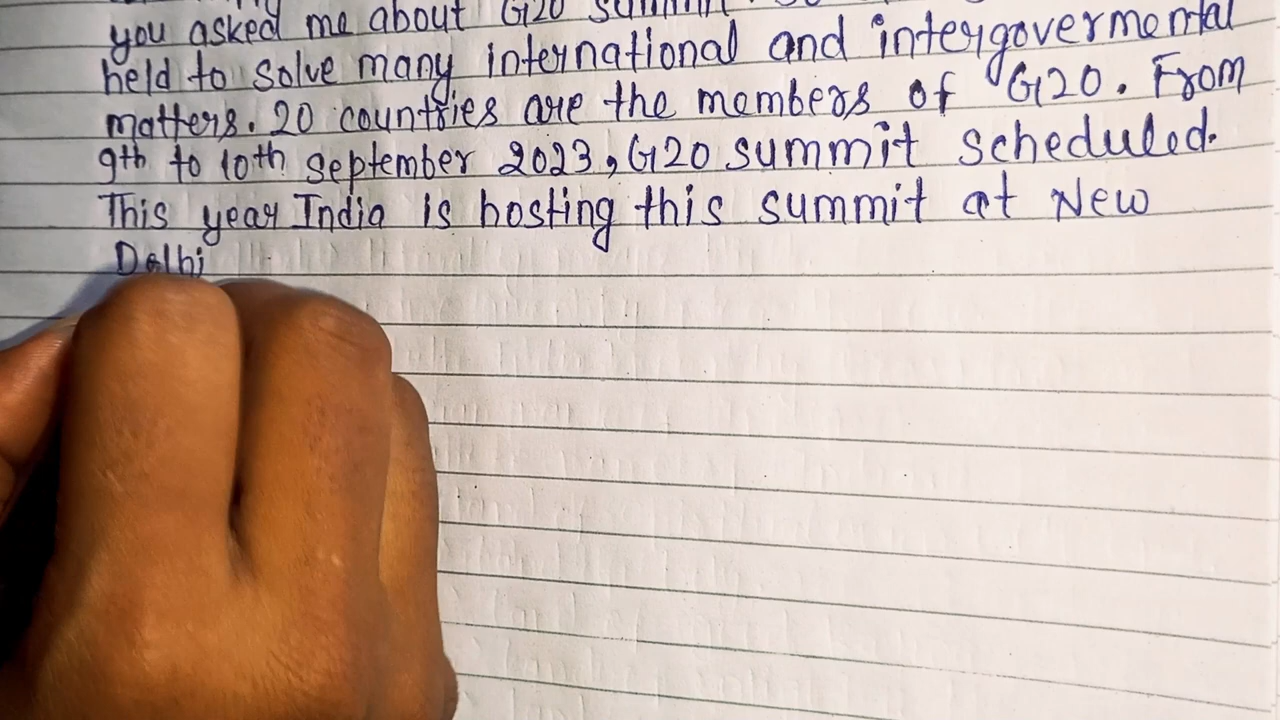 you asked me about G20 summit.
held to solve many international and intergovermental
matters. 20 countries are the members of G20. From
9th to 10th september 2023, G20 summit scheduled.
This year India is hosting this summit at New
Delhi